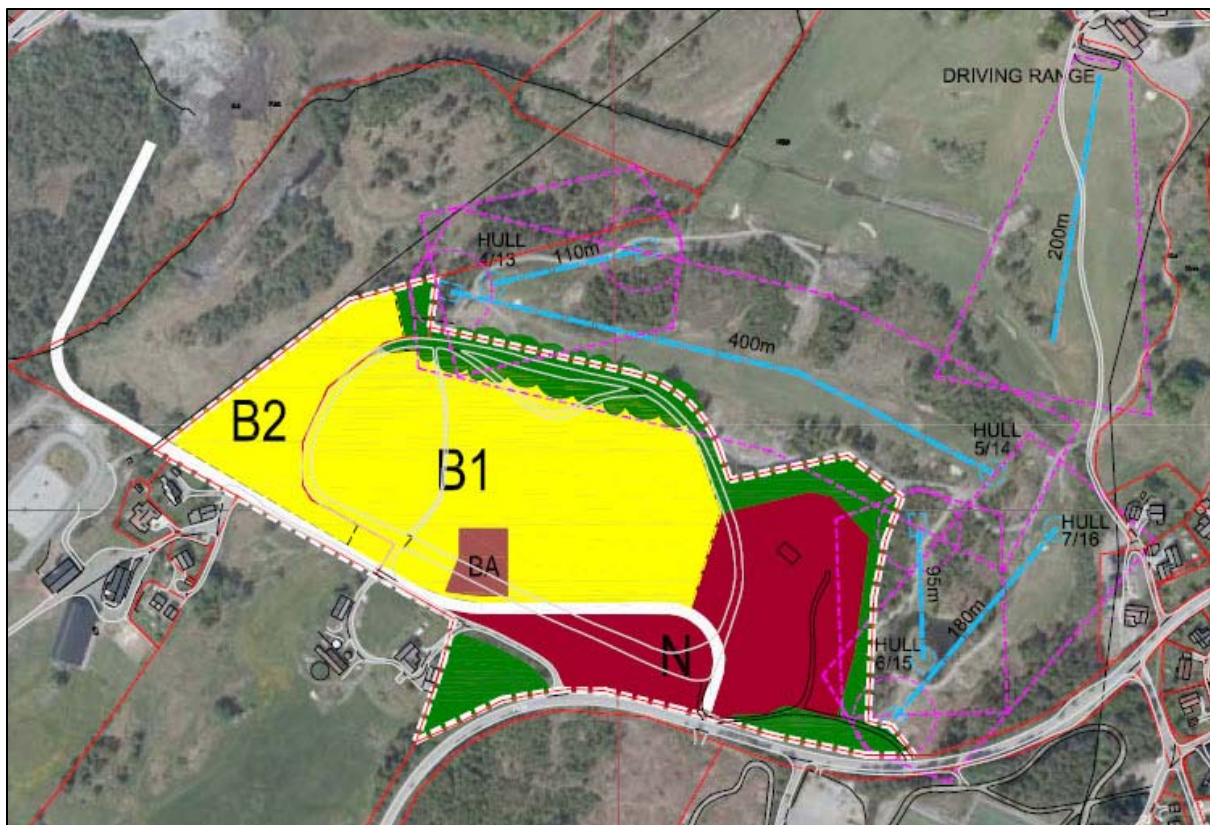 DRIVING RANGE
200m
HULL
4/13
110m
400m
HULL
5/14
B2
B1
HULL
7/16
BA
95m
180m
HULL
6/15
N